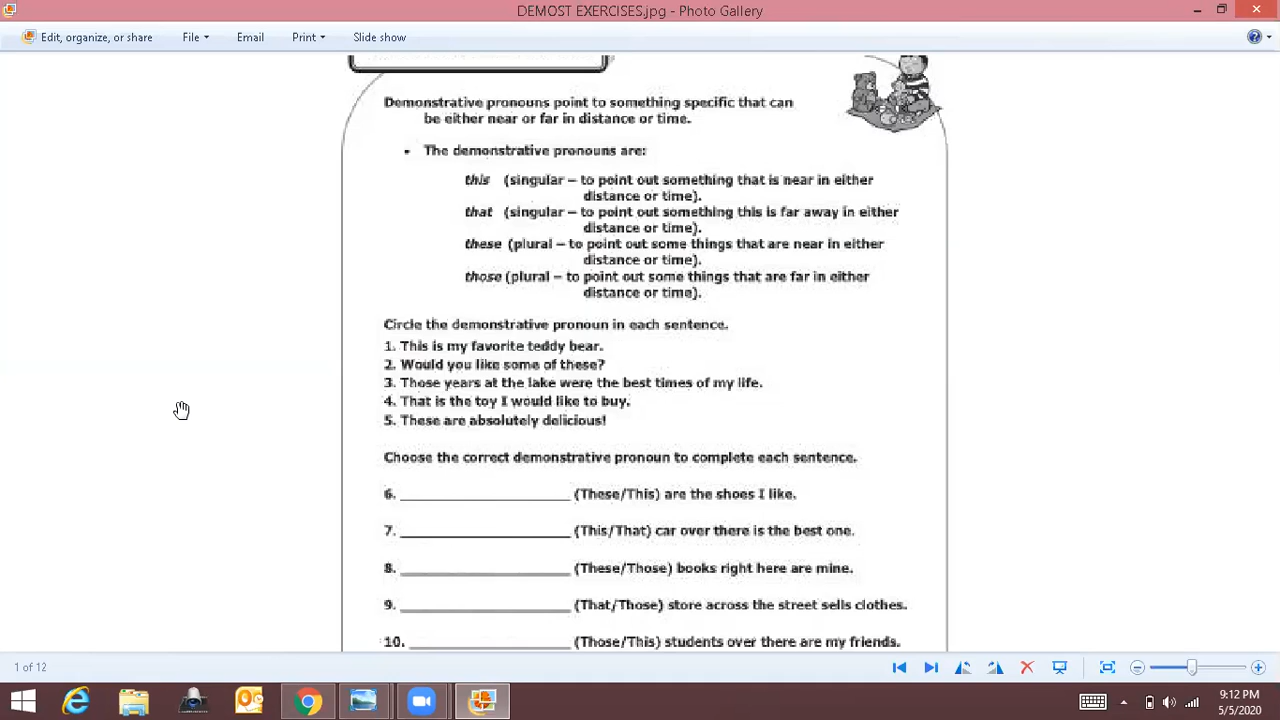 DEMOST EXERCISES.jpg - Photo Gallery
Edit, organize, or share File Email Print Slide show
Demonstrative pronouns point to something specific that can
be either near or far in distance or time.
• The demonstrative pronouns are:
this (singular – to point out something that is near in either
distance or time).
that (singular – to point out something this is far away in either
distance or time).
these (plural – to point out some things that are near in either
distance or time).
those (plural – to point out some things that are far in either
distance or time).
Circle the demonstrative pronoun in each sentence.
1. This is my favorite teddy bear.
2. Would you like some of these?
3. Those years at the lake were the best times of my life.
4. That is the toy I would like to buy.
5. These are absolutely delicious!
Choose the correct demonstrative pronoun to complete each sentence.
6. ____________________ (These/This) are the shoes I like.
7. ____________________ (This/That) car over there is the best one.
8. ____________________ (These/Those) books right here are mine.
9. ____________________ (That/Those) store across the street sells clothes.
10. ___________________ (Those/This) students over there are my friends.
1 of 12
9:12 PM
5/5/2020